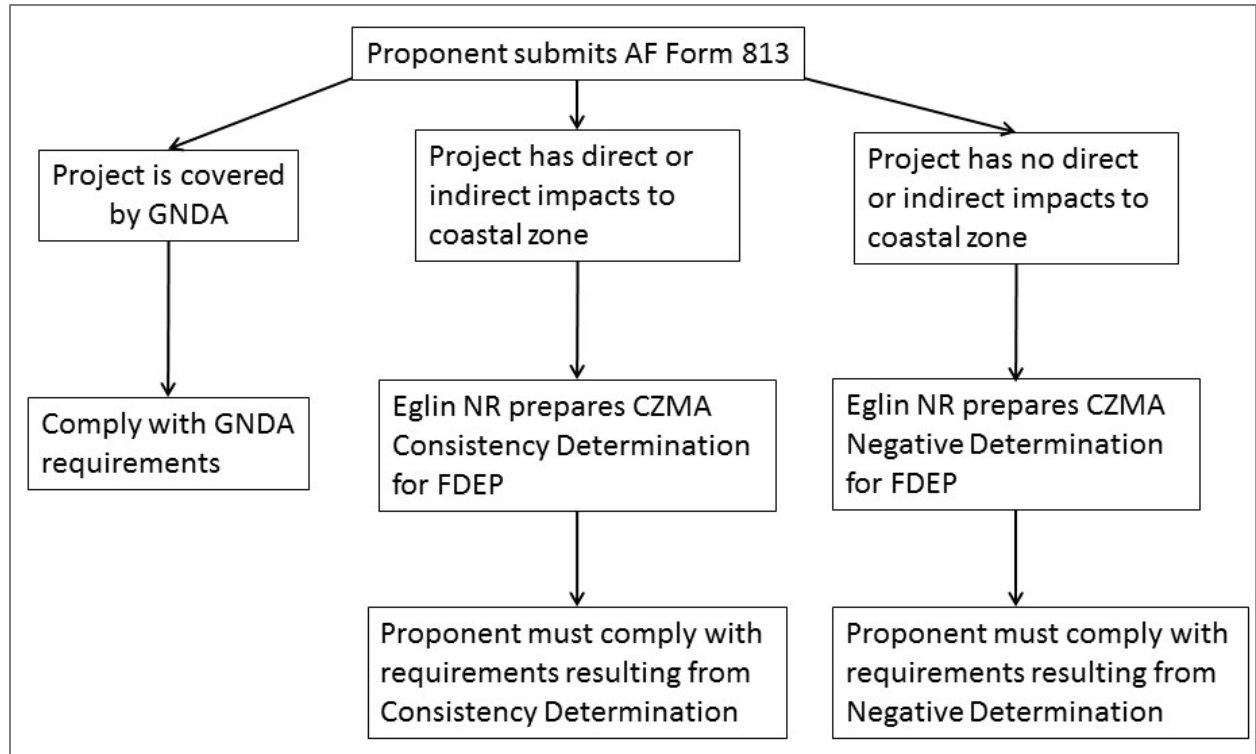 Proponent submits AF Form 813
Project is covered
by GNDA
Project has direct or
indirect impacts to
coastal zone
Project has no direct
or indirect impacts to
coastal zone
Comply with GNDA
requirements
Eglin NR prepares CZMA
Consistency Determination
for FDEP
Eglin NR prepares CZMA
Negative Determination
for FDEP
Proponent must comply with
requirements resulting from
Consistency Determination
Proponent must comply with
requirements resulting from
Negative Determination